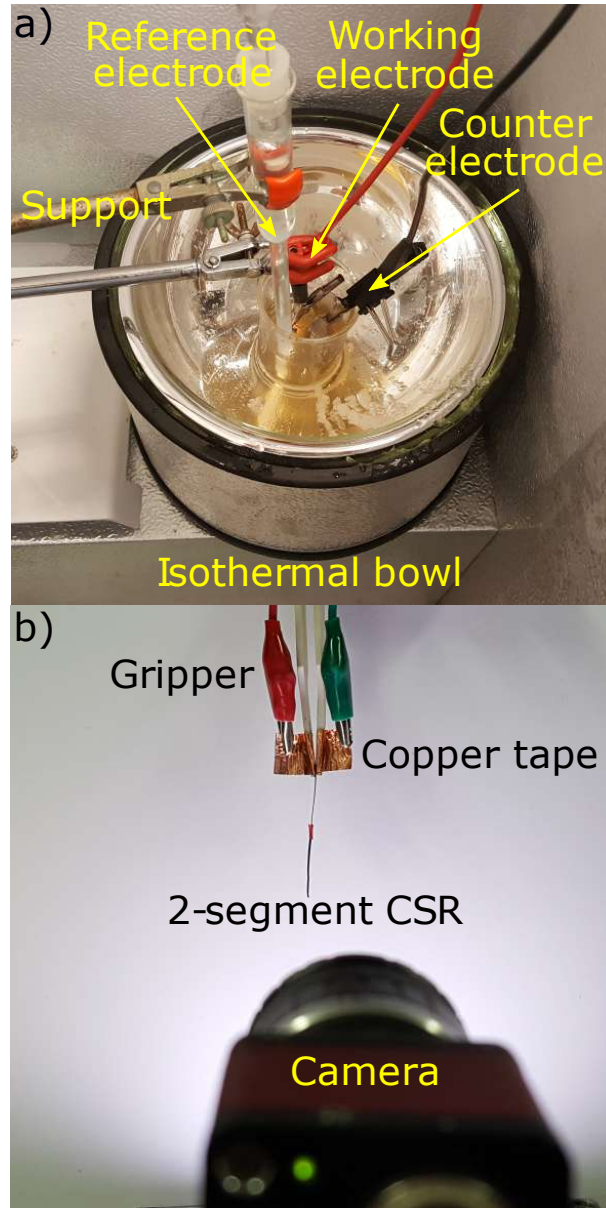 a)
Reference
electrode
Working
electrode
Counter
electrode
Support
Isothermal bowl
b)
Gripper
Copper tape
2-segment CSR
Camera